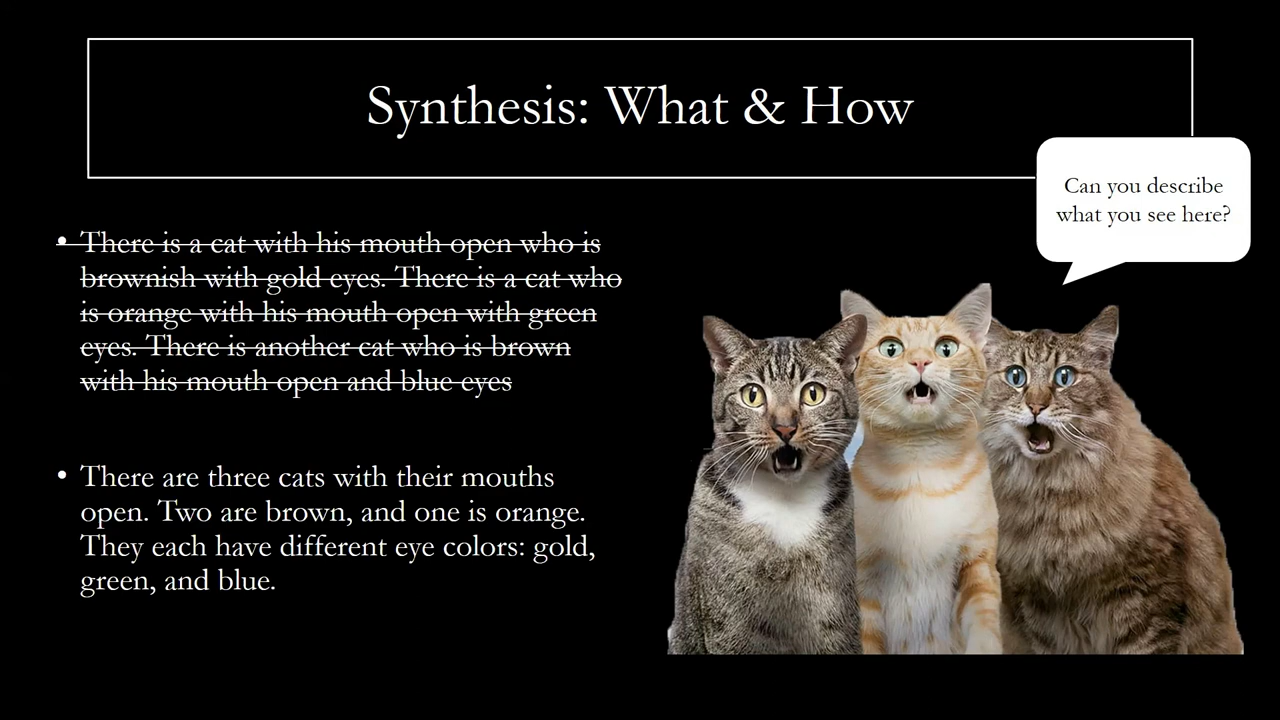 Synthesis: What & How
Can you describe
what you see here?
• There is a cat with his mouth open who is
brownish with gold eyes. There is a cat who
is orange with his mouth open with green
eyes. There is another cat who is brown
with his mouth open and blue eyes
• There are three cats with their mouths
open. Two are brown, and one is orange.
They each have different eye colors: gold,
green, and blue.